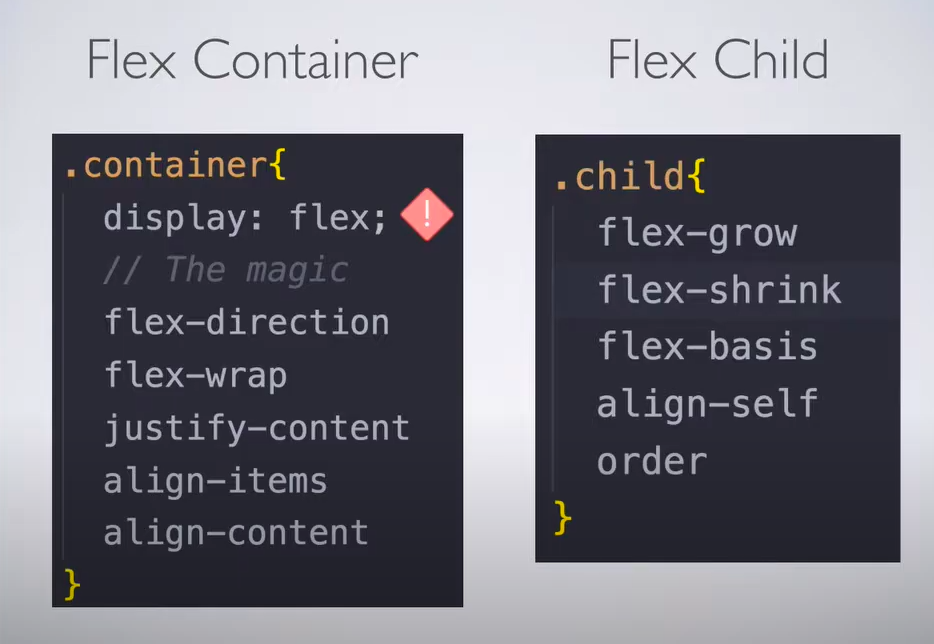 Flex Container
.container{
display: flex; !
// The magic
flex-direction
flex-wrap
justify-content
align-items
align-content
}
Flex Child
.child{
flex-grow
flex-shrink
flex-basis
align-self
order
}